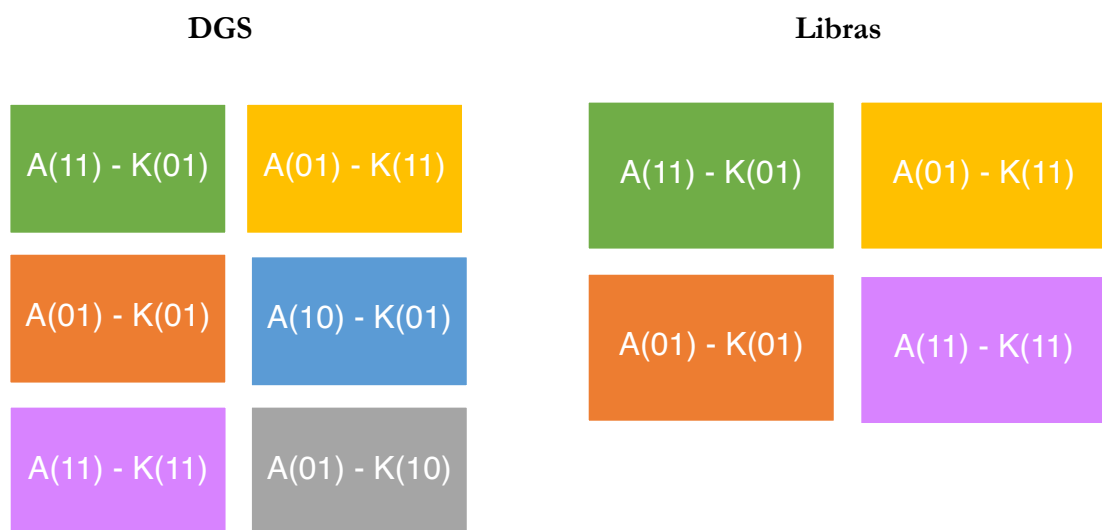 DGS
A(11) - K(01)
A(01) - K(11)
A(01) - K(01)
A(10) - K(01)
A(11) - K(11)
A(01) - K(10)
Libras
A(11) - K(01)
A(01) - K(11)
A(01) - K(01)
A(11) - K(11)